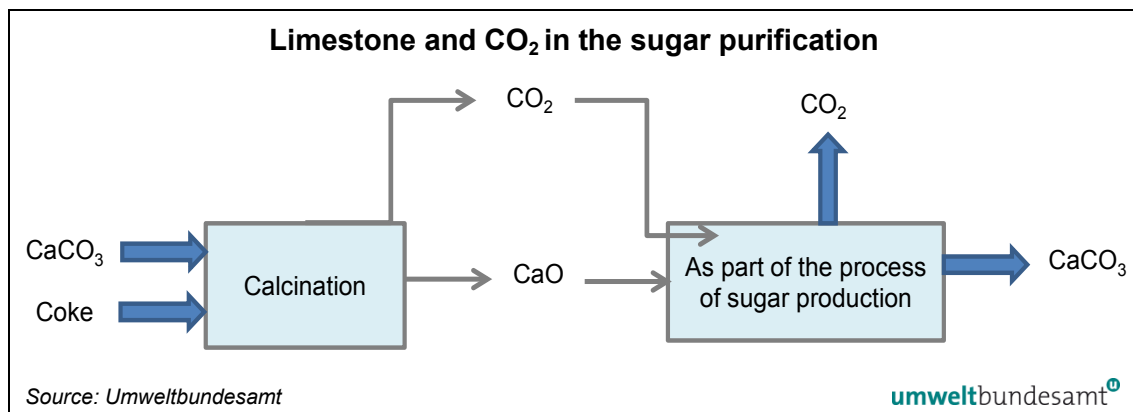 Limestone and CO₂ in the sugar purification
CO₂
CO₂
CaCO₃
Coke
Calcination
CaO
As part of the process
of sugar production
CaCO₃
Source: Umweltbundesamt
umweltbundesamt ⓤ